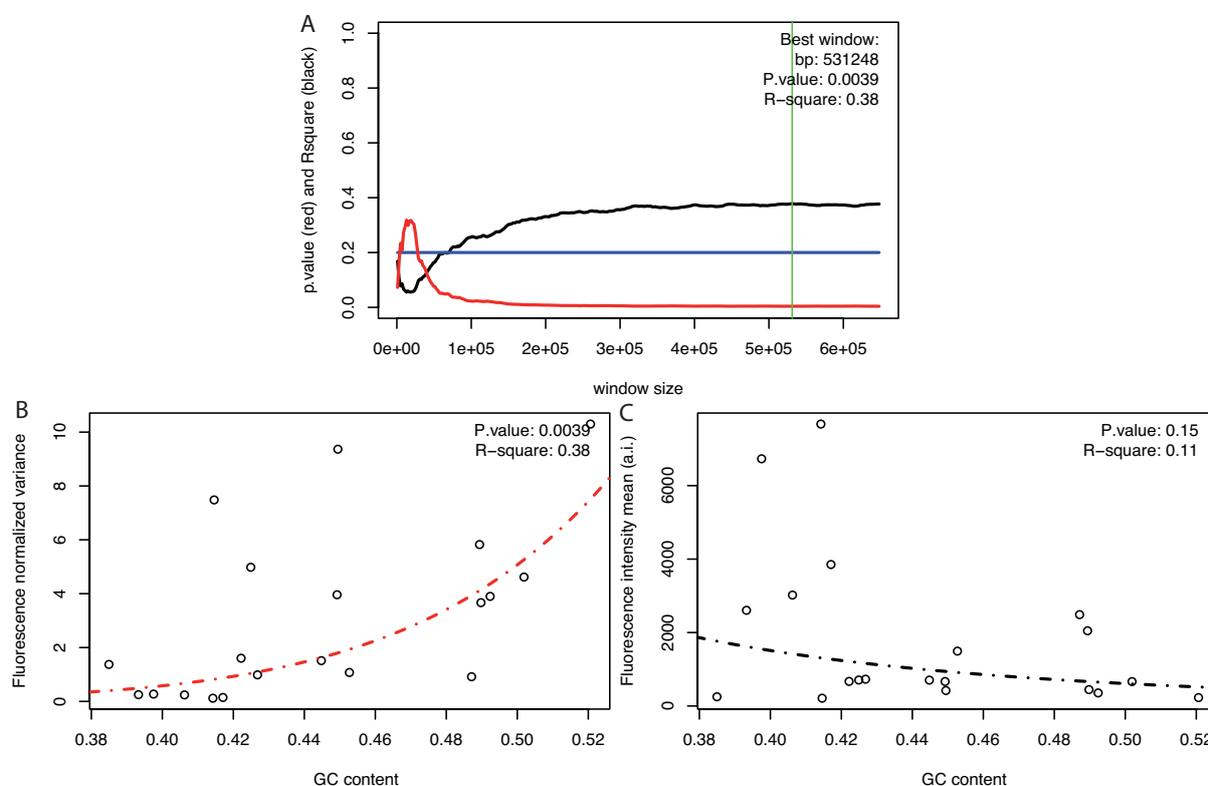 A
p.value (red) and Rsquare (black)
1.0
0.8
0.6
0.4
0.2
0.0
Best window:
bp: 531248
P.value: 0.0039
R−square: 0.38
0e+00 1e+05 2e+05 3e+05 4e+05 5e+05 6e+05
window size
B
Fluorescence normalized variance
10
8
6
4
2
0
P.value: 0.0039
R−square: 0.38
0.38 0.40 0.42 0.44 0.46 0.48 0.50 0.52
GC content
C
Fluorescence intensity mean (a.i.)
6000
4000
2000
0
P.value: 0.15
R−square: 0.11
0.38 0.40 0.42 0.44 0.46 0.48 0.50 0.52
GC content